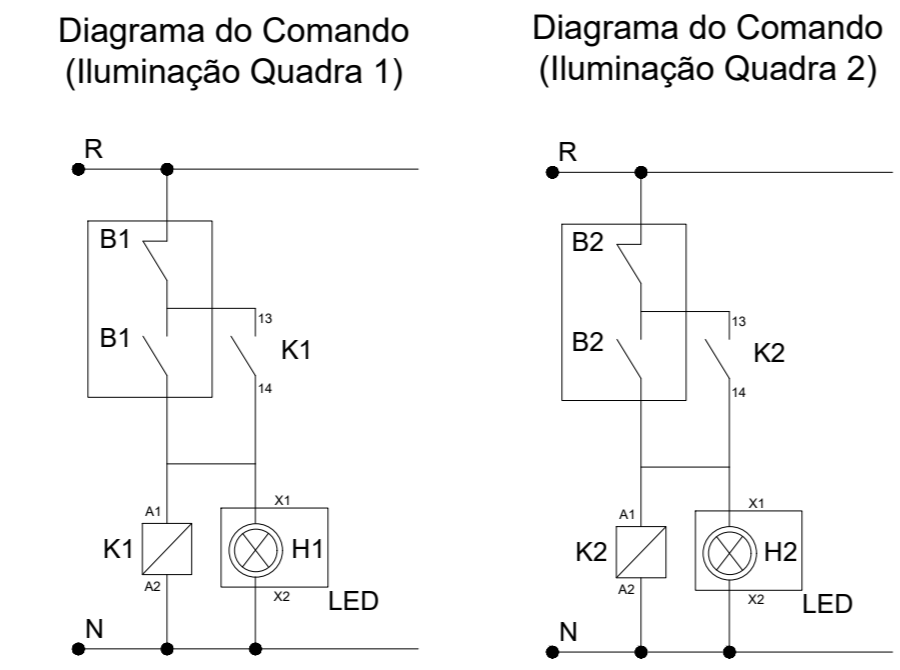 Diagrama do Comando
(Iluminação Quadra 1)
R
B1
13
B1
K1
14
A1
X1
K1
H1
A2
X2
LED
N
Diagrama do Comando
(Iluminação Quadra 2)
R
B2
13
B2
K2
14
A1
X1
K2
H2
A2
X2
LED
N